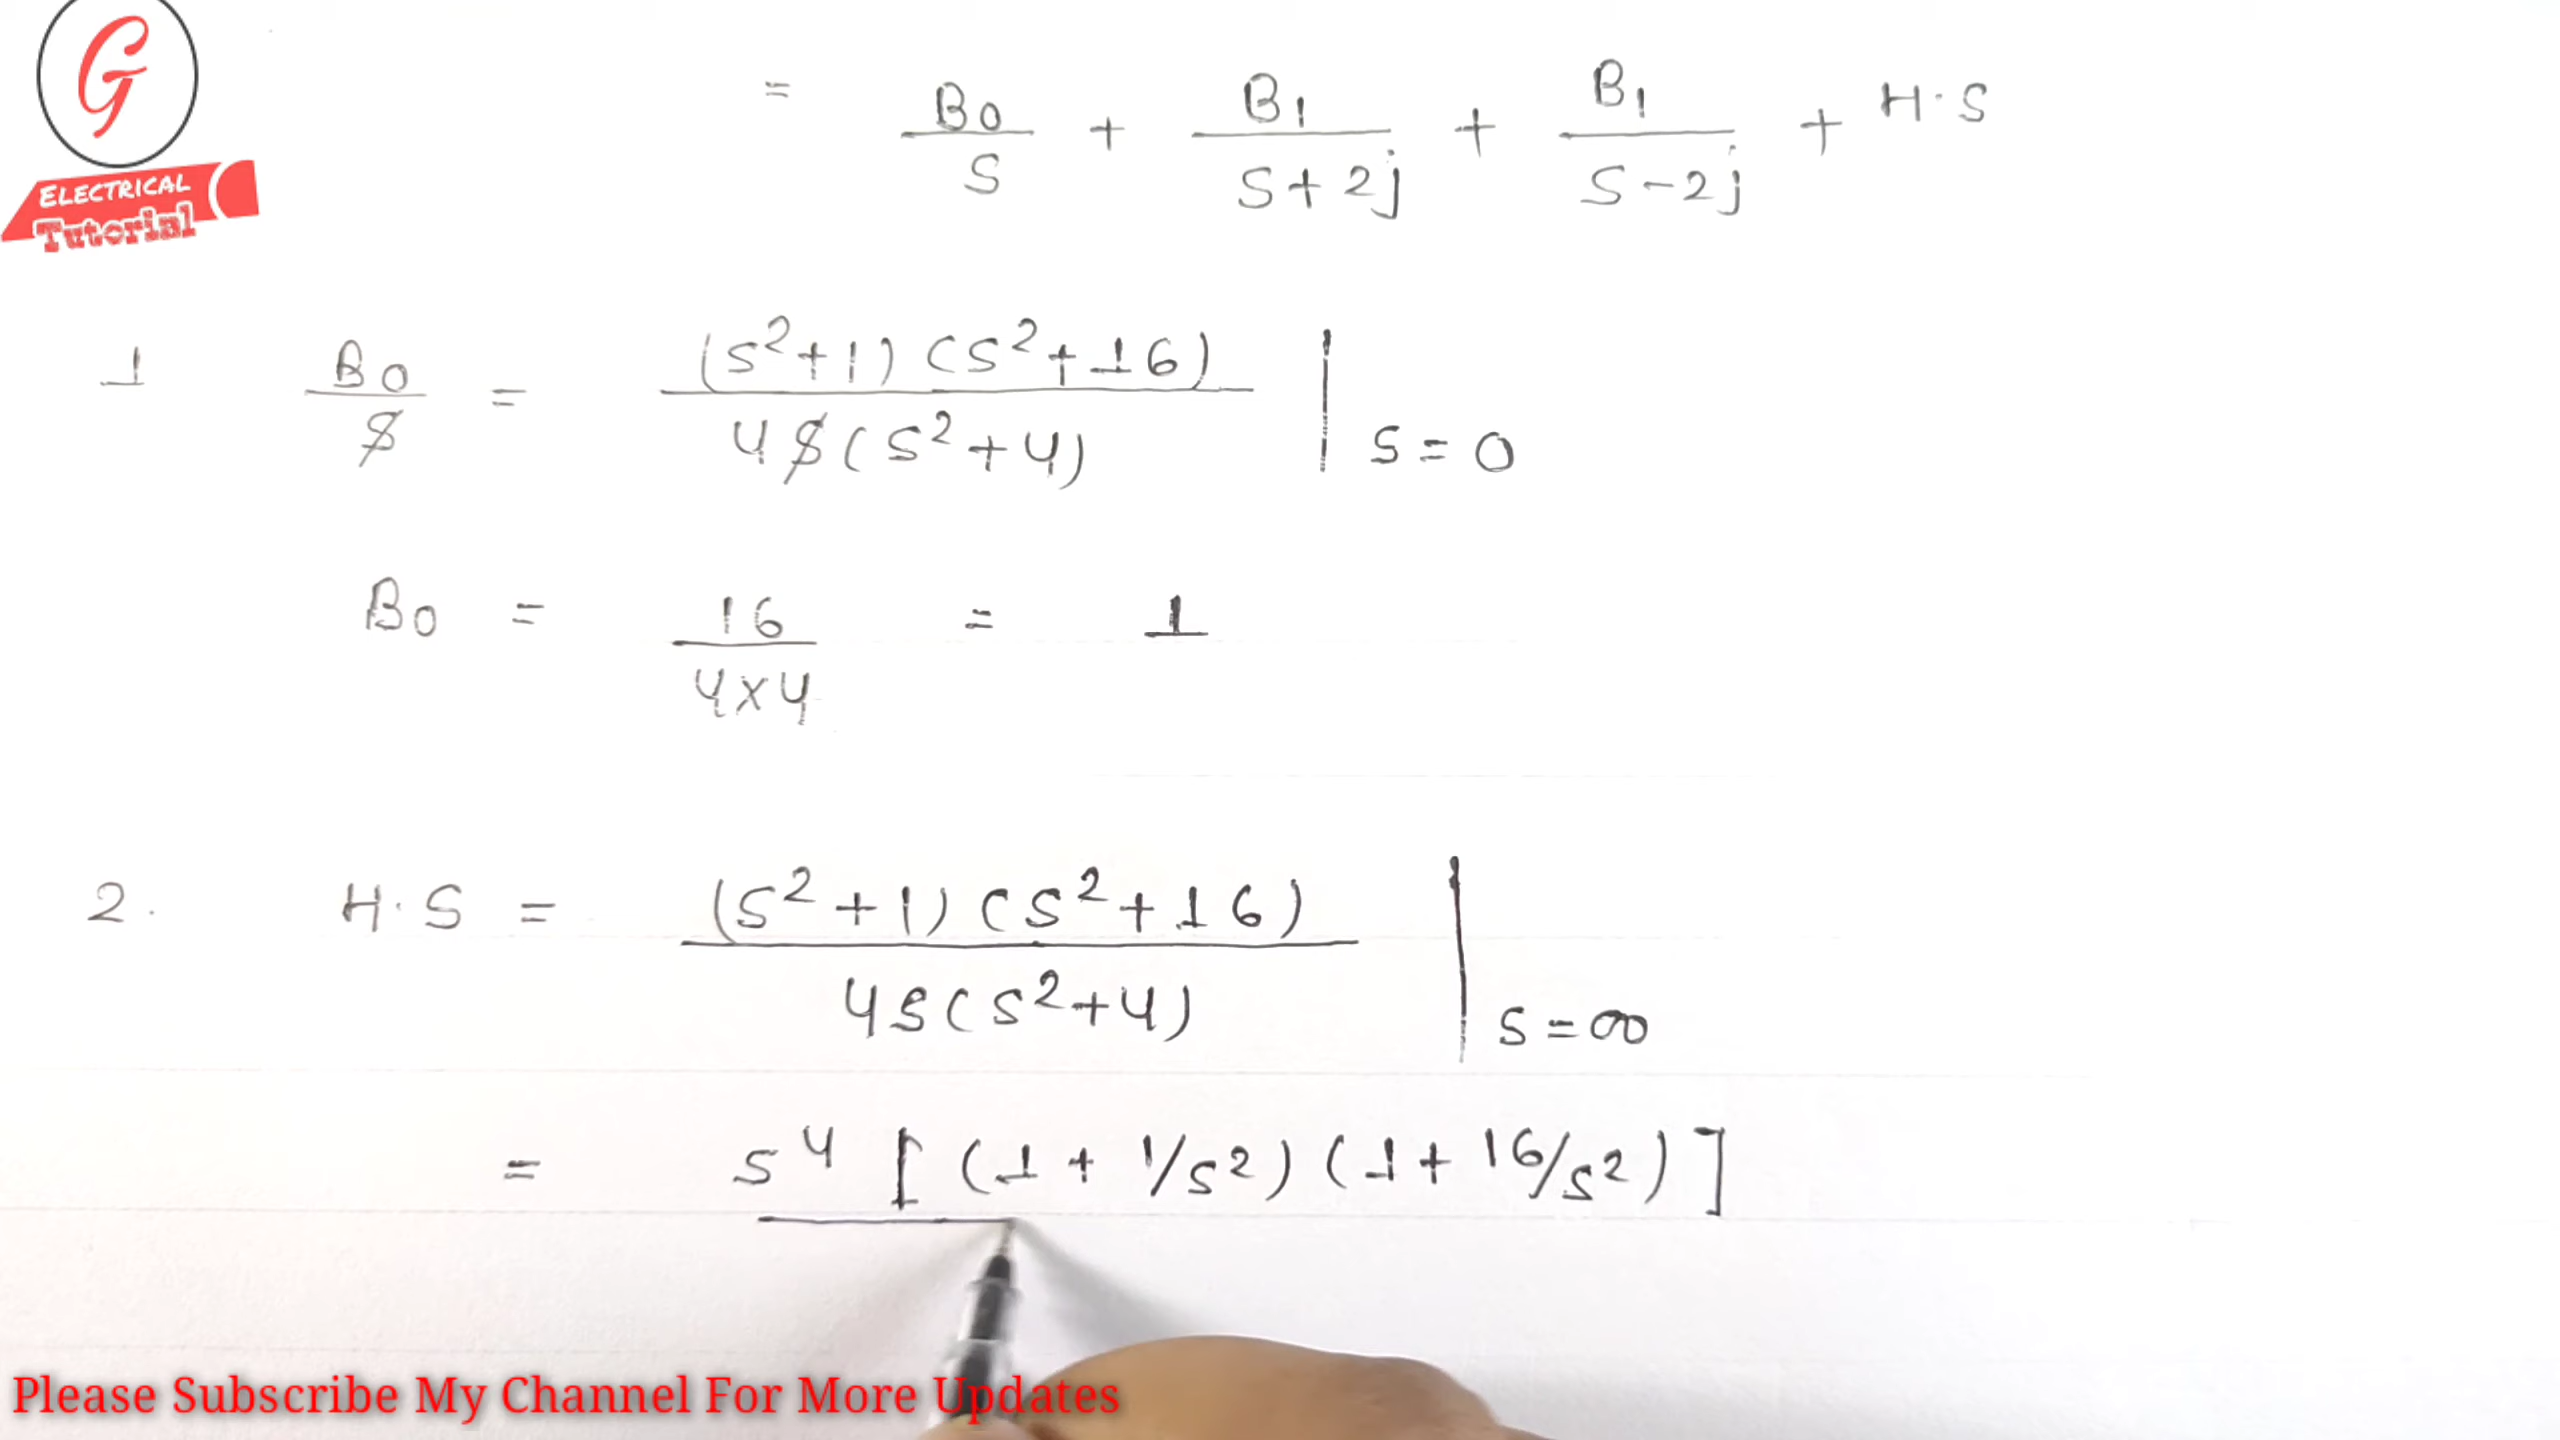 G
ELECTRICAL
Tutorial
= B0/S + B1/(S+2j) + B1/(S-2j) + H·S
1 B0/S = (S²+1)(S²+16) / 4S(S²+4) | S=0
B0 = 16/(4×4) = 1
2. H·S = (S²+1)(S²+16) / 4S(S²+4) | S=∞
= S⁴ [(1+1/S²)(1+16/S²)]
Please Subscribe My Channel For More Updates